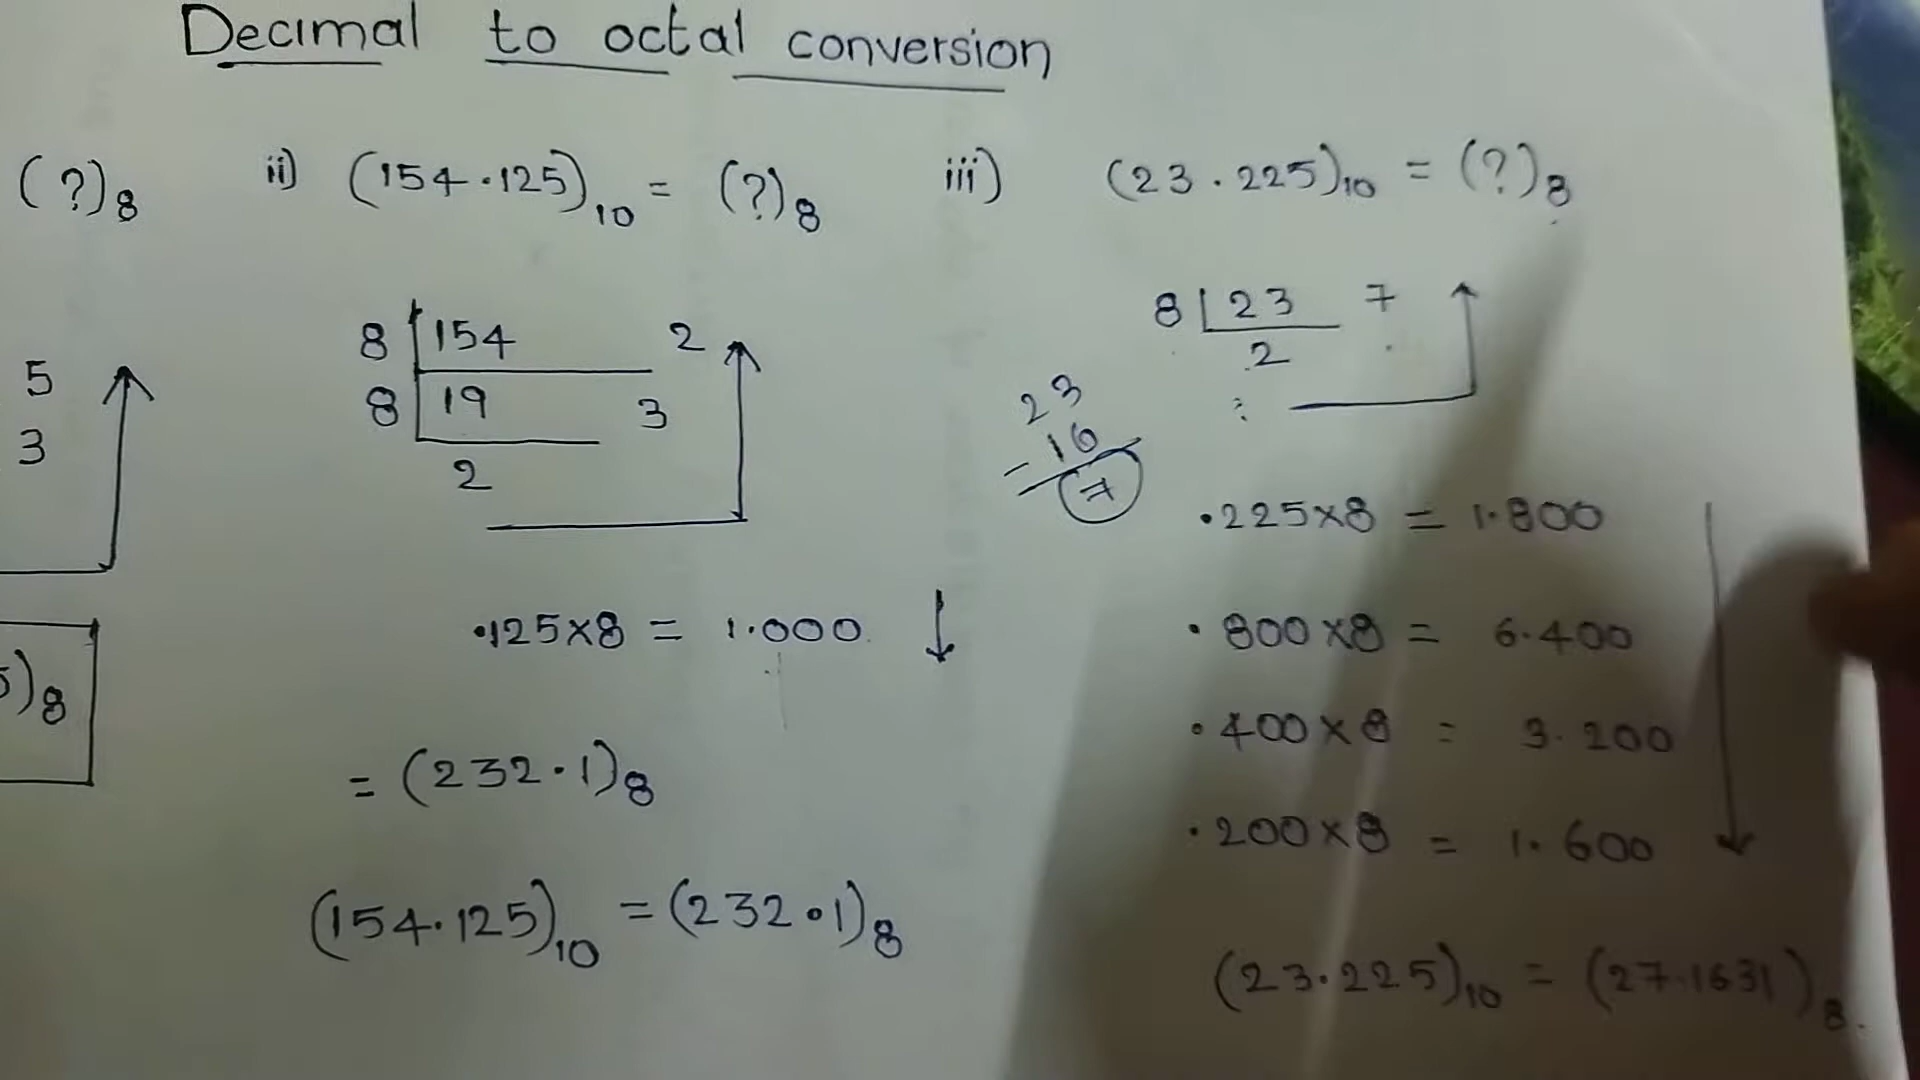 Decimal to octal conversion
(?)8
5
3
5)8
ii) (154.125)10 = (?)8
8 154 2
8 19 3
2
.125×8 = 1.000
= (232.1)8
(154.125)10 = (232.1)8
iii) (23.225)10 = (?)8
8 23 7
2
23
- 16
7
.225×8 = 1.800
.800×8 = 6.400
.400×8 = 3.200
.200×8 = 1.600
(23.225)10 = (27.1631)8.